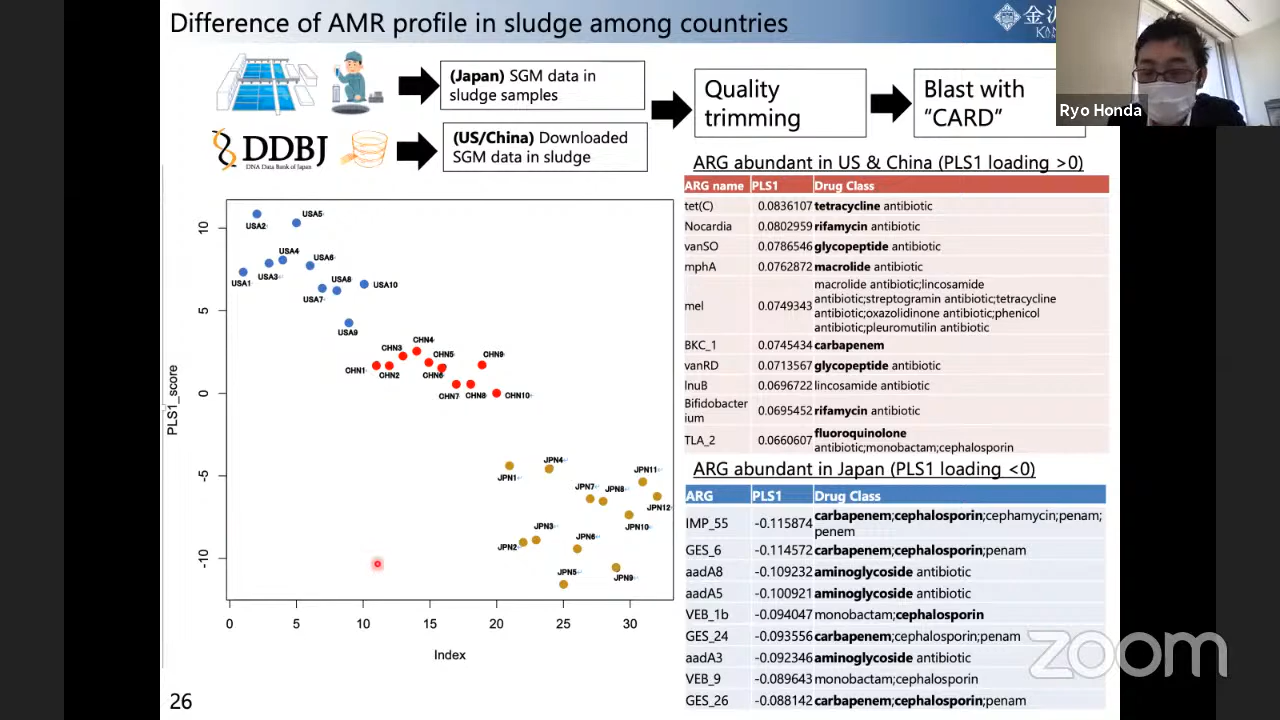 Difference of AMR profile in sludge among countries
金沢
Ryo Honda
(Japan) SGM data in
sludge samples
DDBJ
DNA Data Bank of Japan
(US/China) Downloaded
SGM data in sludge
Quality
trimming
Blast with
“CARD”
PLS1_score
10
5
0
-5
-10
USA1
USA2
USA3
USA4
USA5
USA6
USA7
USA8
USA9
USA10
CHN1
CHN2
CHN3
CHN4
CHN5
CHN6
CHN7
CHN8
CHN9
CHN10
JPN1
JPN2
JPN3
JPN4
JPN5
JPN6
JPN7
JPN8
JPN9
JPN10
JPN11
JPN12
0 5 10 15 20 25 30
Index
ARG abundant in US & China (PLS1 loading >0)
ARG name PLS1 Drug Class
tet(C) 0.0836107 tetracycline antibiotic
Nocardia 0.0802959 rifamycin antibiotic
vanSO 0.0786546 glycopeptide antibiotic
mphA 0.0762872 macrolide antibiotic
mel 0.0749343 macrolide antibiotic;lincosamide
antibiotic;streptogramin antibiotic;tetracycline
antibiotic;oxazolidinone antibiotic;phenicol
antibiotic;pleuromutilin antibiotic
BKC_1 0.0745434 carbapenem
vanRD 0.0713567 glycopeptide antibiotic
lnuB 0.0696722 lincosamide antibiotic
Bifidobacter
ium 0.0695452 rifamycin antibiotic
TLA_2 0.0660607 fluoroquinolone
antibiotic;monobactam;cephalosporin
ARG abundant in Japan (PLS1 loading <0)
ARG PLS1 Drug Class
IMP_55 -0.115874 carbapenem;cephalosporin;cephamycin;penam;
penem
GES_6 -0.114572 carbapenem;cephalosporin;penam
aadA8 -0.109232 aminoglycoside antibiotic
aadA5 -0.100921 aminoglycoside antibiotic
VEB_1b -0.094047 monobactam;cephalosporin
GES_24 -0.093556 carbapenem;cephalosporin;penam
aadA3 -0.092346 aminoglycoside antibiotic
VEB_9 -0.089643 monobactam;cephalosporin
GES_26 -0.088142 carbapenem;cephalosporin;penam
zoom
26